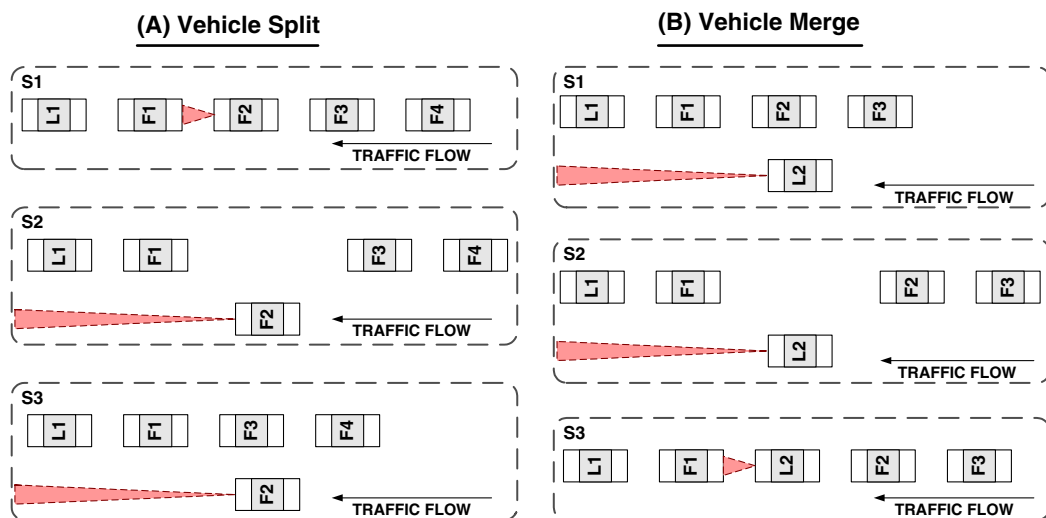 (A) Vehicle Split
S1
L1 F1 F2 F3 F4
TRAFFIC FLOW
S2
L1 F1 F3 F4
F2
TRAFFIC FLOW
S3
L1 F1 F3 F4
F2
TRAFFIC FLOW
(B) Vehicle Merge
S1
L1 F1 F2 F3
L2
TRAFFIC FLOW
S2
L1 F1 F2 F3
L2
TRAFFIC FLOW
S3
L1 F1 L2 F2 F3
TRAFFIC FLOW